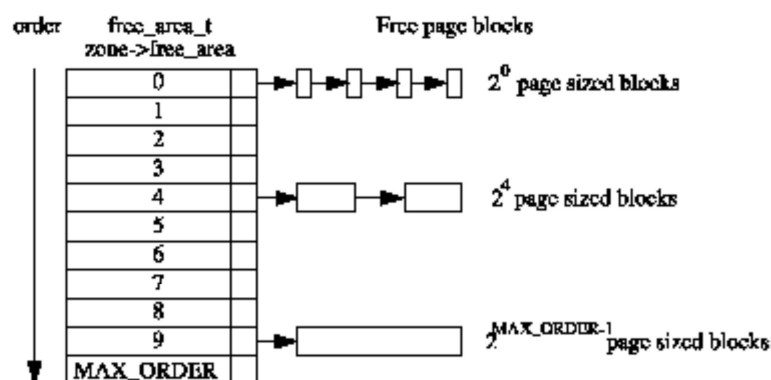 order free_area_t Free page blocks
zone->free_area
0 2^0 page sized blocks
1
2
3
4 2^4 page sized blocks
5
6
7
8
9 2^MAX_ORDER-1 page sized blocks
MAX_ORDER